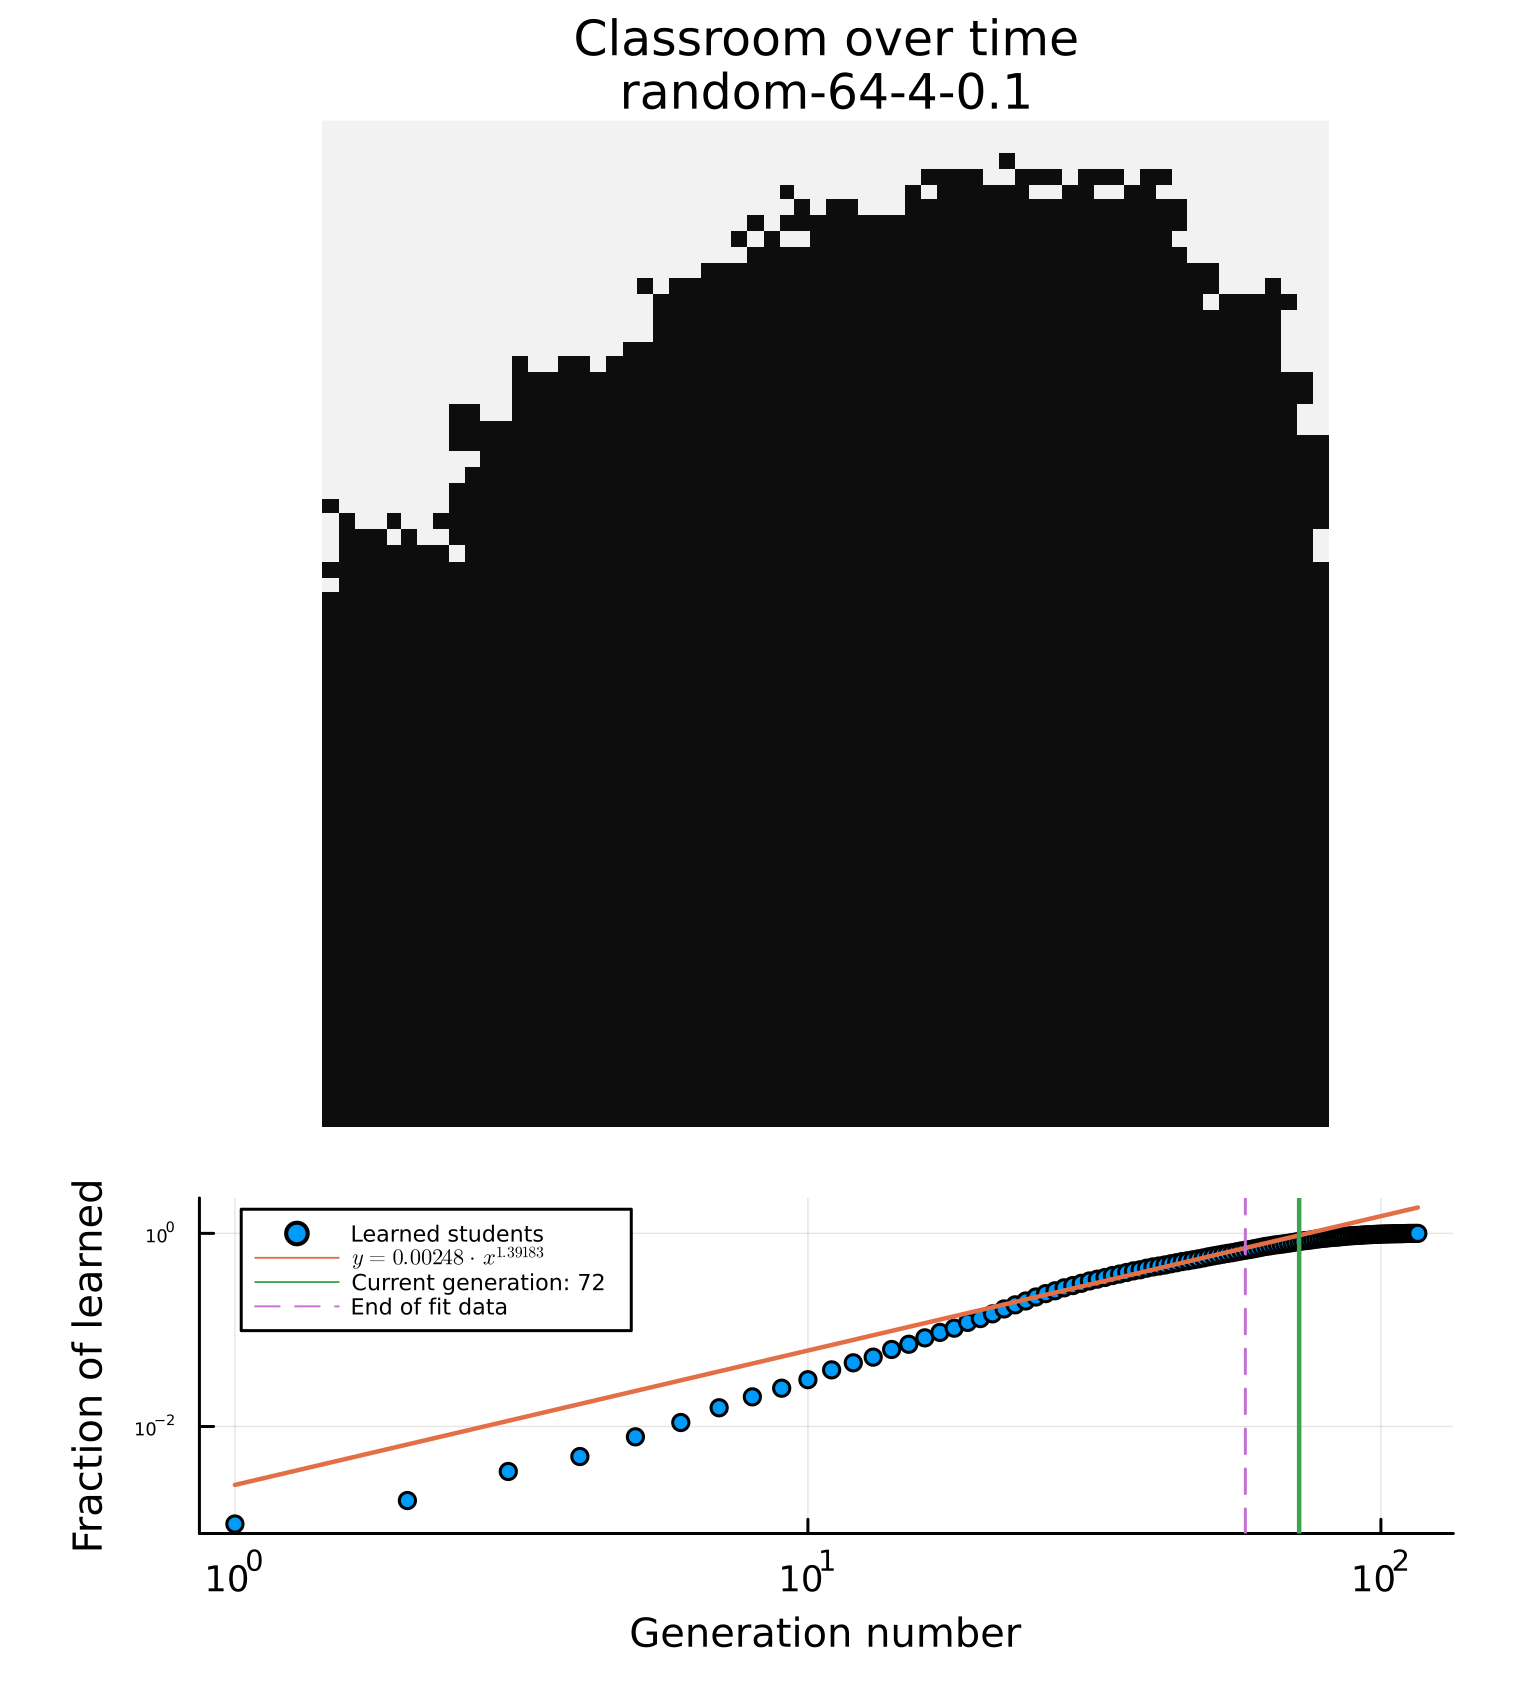 Classroom over time
random-64-4-0.1
Fraction of learned
10^0
10^-2
Learned students
y = 0.00248 · x^1.39183
Current generation: 72
End of fit data
10^0
10^1
10^2
Generation number